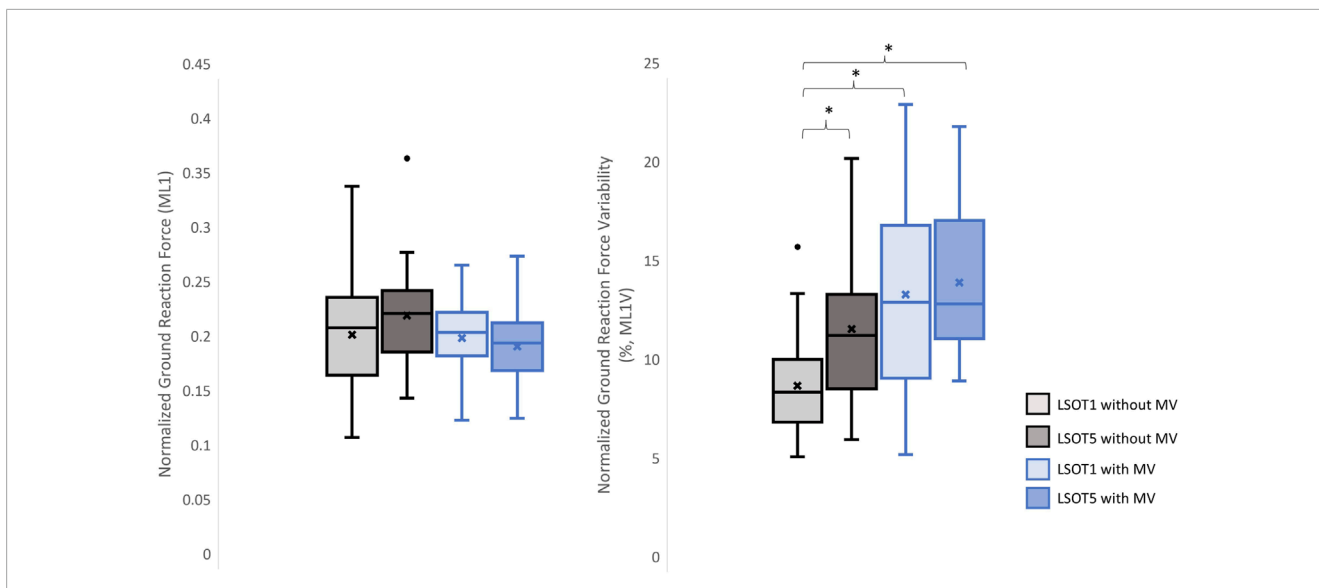 Normalized Ground Reaction Force (ML1)
0.45
0.4
0.35
0.3
0.25
0.2
0.15
0.1
0.05
0
Normalized Ground Reaction Force Variability
(%, ML1V)
25
20
15
10
5
0
*
*
*
LSOT1 without MV
LSOT5 without MV
LSOT1 with MV
LSOT5 with MV